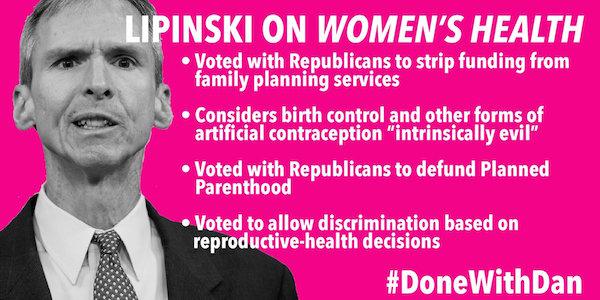 LIPINSKI ON WOMEN'S HEALTH
• Voted with Republicans to strip funding from
family planning services
• Considers birth control and other forms of
artificial contraception “intrinsically evil”
• Voted with Republicans to defund Planned
Parenthood
• Voted to allow discrimination based on
reproductive-health decisions
#DoneWithDan